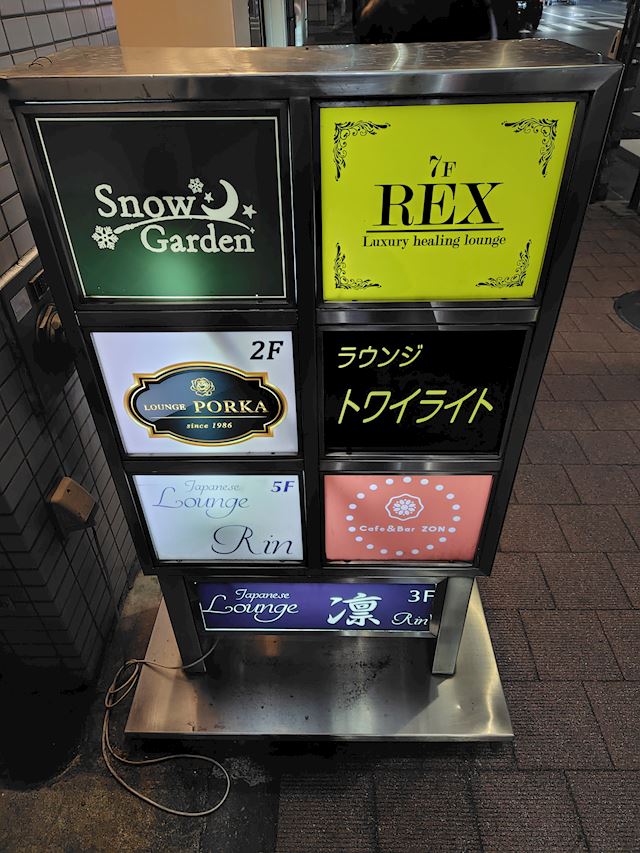 Snow
Garden
7F
REX
Luxury healing lounge
2F
LOUNGE PORKA
since 1986
ラウンジ
トワイライト
Japanese 5F
Lounge
Rin
Cafe&Bar ZON
Japanese
Lounge 凛 3F
Rin